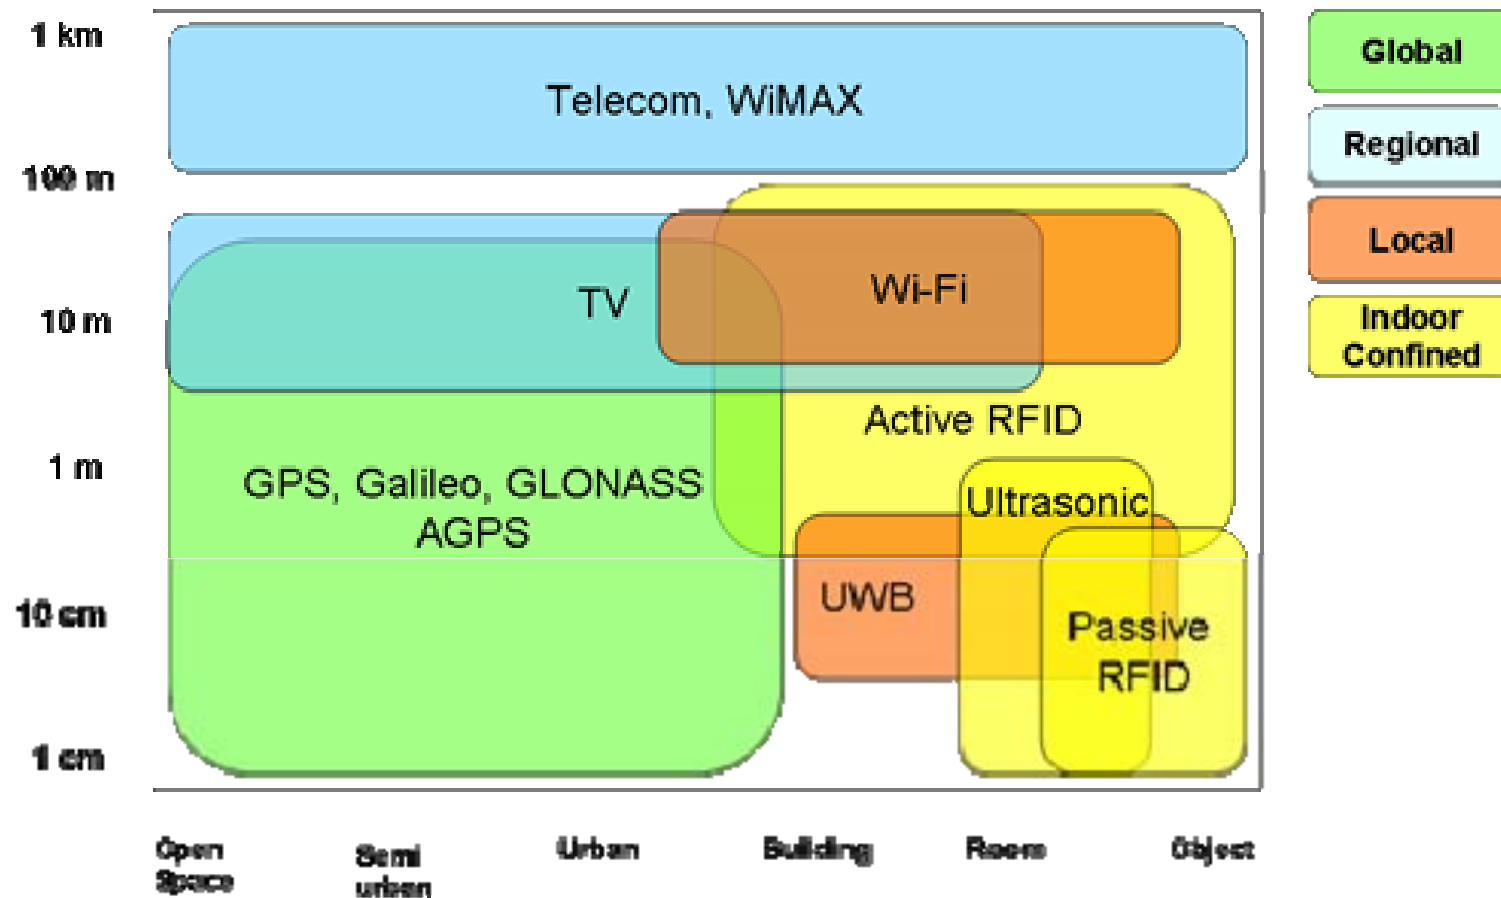 1 km
Global
Telecom, WiMAX
Regional
100 m
Local
Wi-Fi
TV
10 m
Indoor
Confined
Active RFID
1 m
GPS, Galileo, GLONASS
AGPS
Ultrasonic
UWB
10 cm
Passive
RFID
1 cm
Open
Space
Semi
urban
Urban
Building
Room
Object